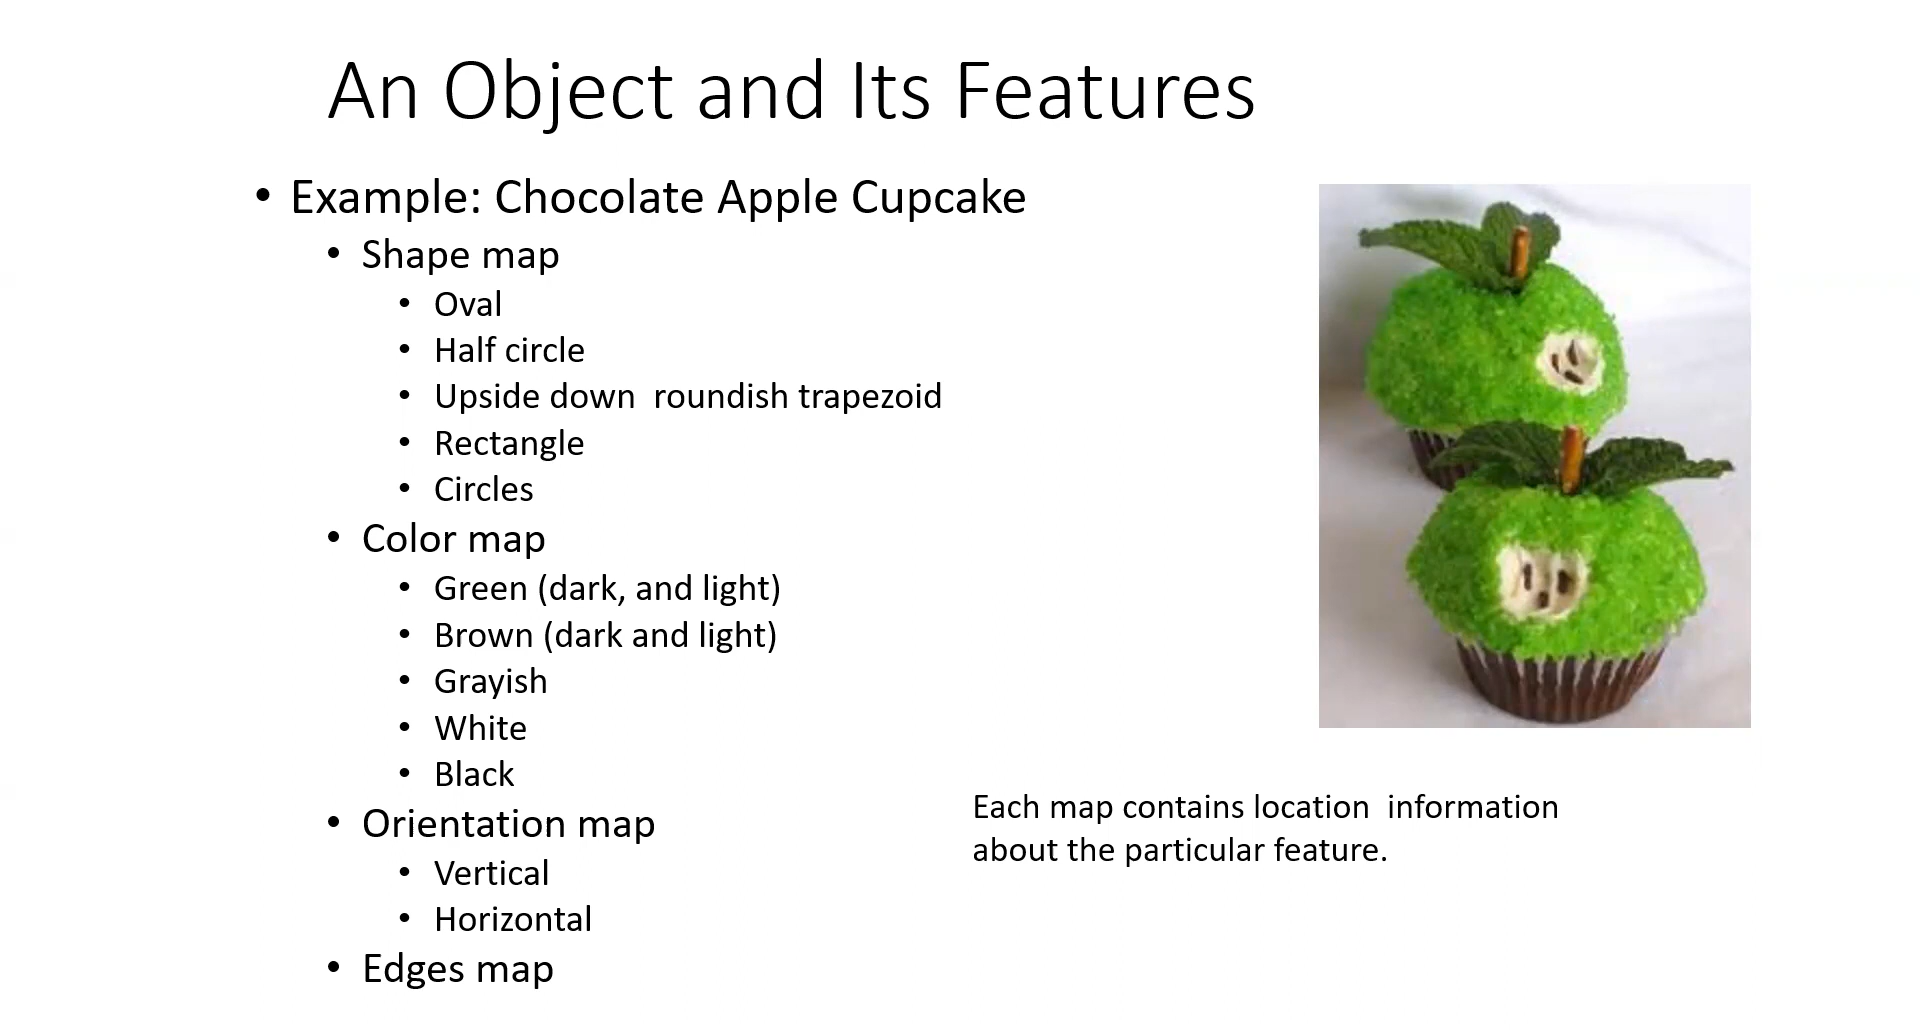 An Object and Its Features
• Example: Chocolate Apple Cupcake
• Shape map
• Oval
• Half circle
• Upside down  roundish trapezoid
• Rectangle
• Circles
• Color map
• Green (dark, and light)
• Brown (dark and light)
• Grayish
• White
• Black
• Orientation map
• Vertical
• Horizontal
• Edges map
Each map contains location  information
about the particular feature.